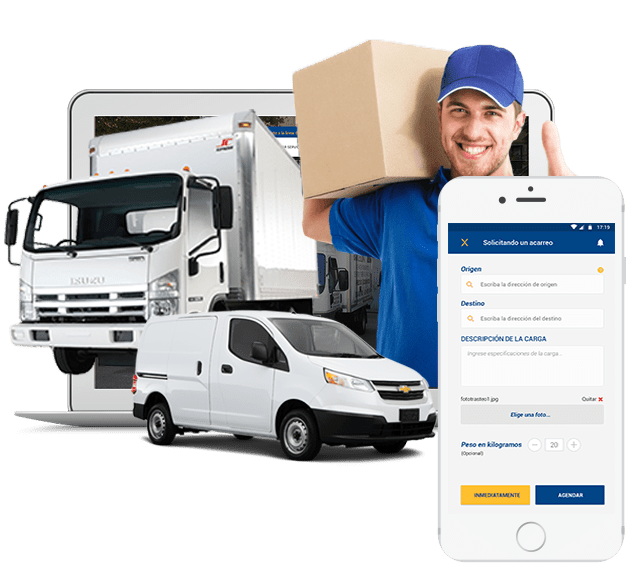 ISUZU
17:19
Solicitando un acarreo
Origen
Escriba la dirección de origen
Destino
Escriba la dirección del destino
DESCRIPCIÓN DE LA CARGA
Ingrese especificaciones de la carga...
fototrasteo1.jpg
Quitar
Elige una foto...
Peso en kilogramos
20
(Opcional)
INMEDIATAMENTE
AGENDAR